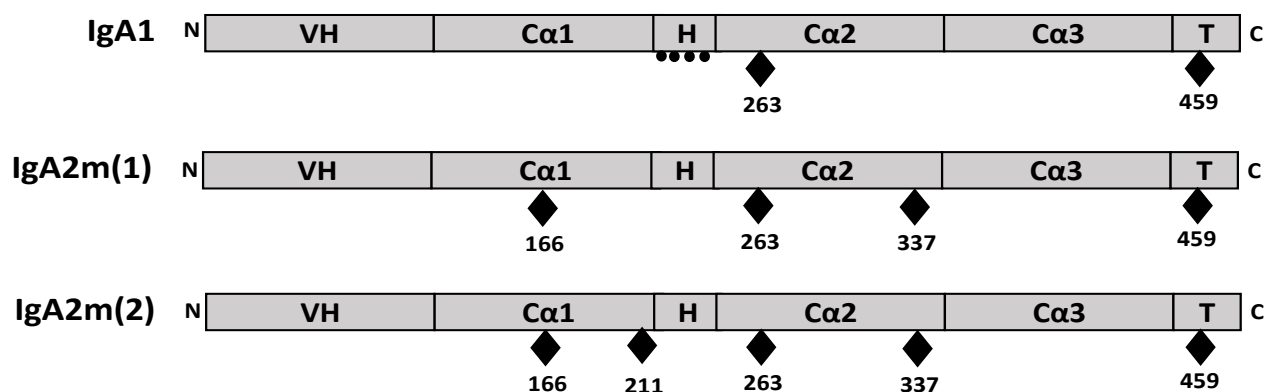 IgA1 N VH Cα1 H Cα2 Cα3 T C
263 459
IgA2m(1) N VH Cα1 H Cα2 Cα3 T C
166 263 337 459
IgA2m(2) N VH Cα1 H Cα2 Cα3 T C
166 211 263 337 459